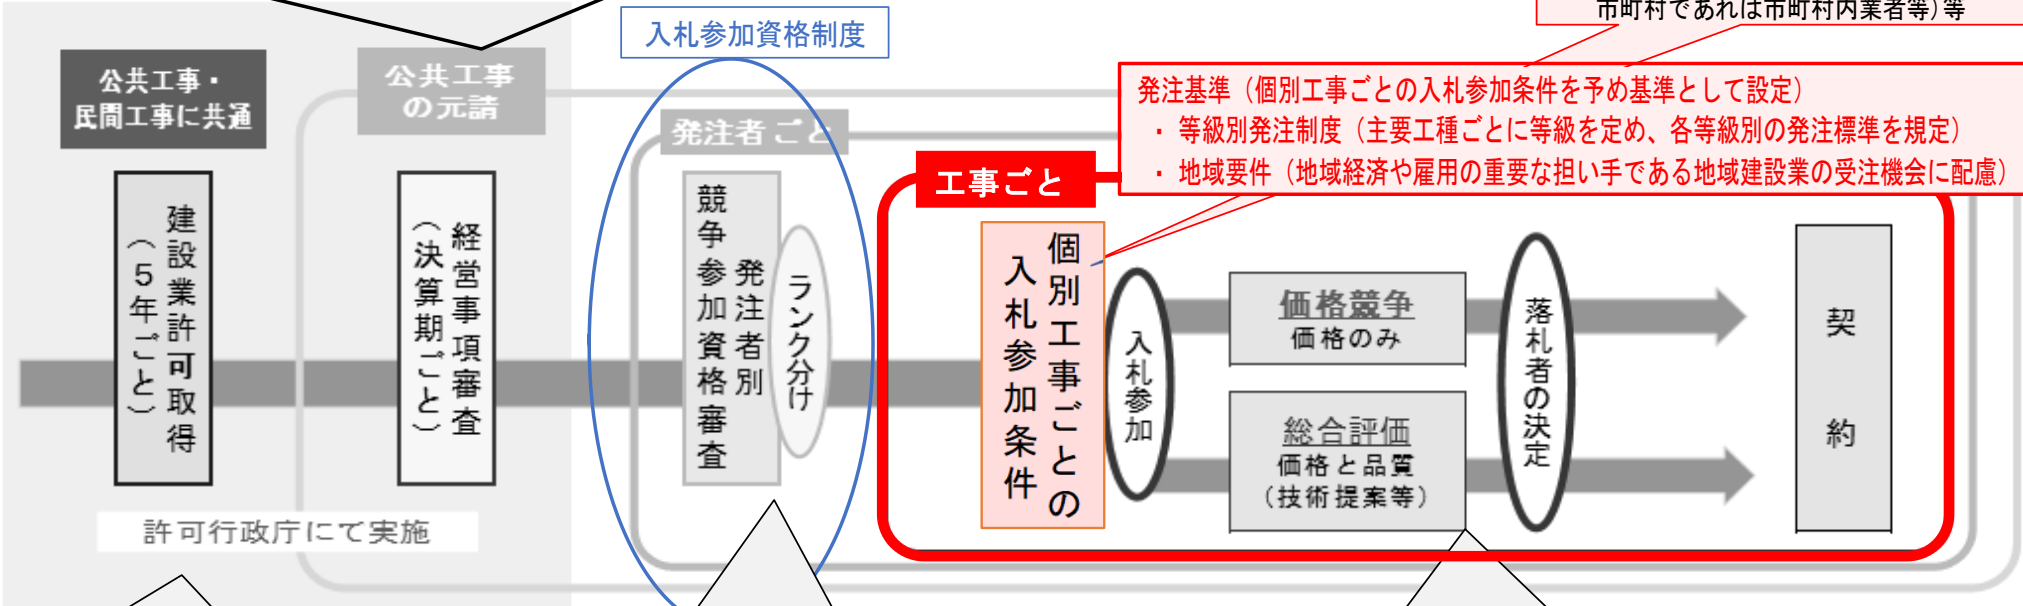 市町村であれば市町村内業者等)等
入札参加資格制度
公共工事・
民間工事に共通
公共工事
の元請
発注者ごと
発注基準（個別工事ごとの入札参加条件を予め基準として設定）
・ 等級別発注制度（主要工種ごとに等級を定め、各等級別の発注標準を規定）
・ 地域要件（地域経済や雇用の重要な担い手である地域建設業の受注機会に配慮）
工事ごと
建設業許可取得
（５年ごと）
経営事項審査
（決算期ごと）
発注者別
競争参加資格審査
ランク分け
個別工事ごとの
入札参加条件
入札参加
価格競争
価格のみ
総合評価
価格と品質
（技術提案等）
落札者の決定
契約
許可行政庁にて実施